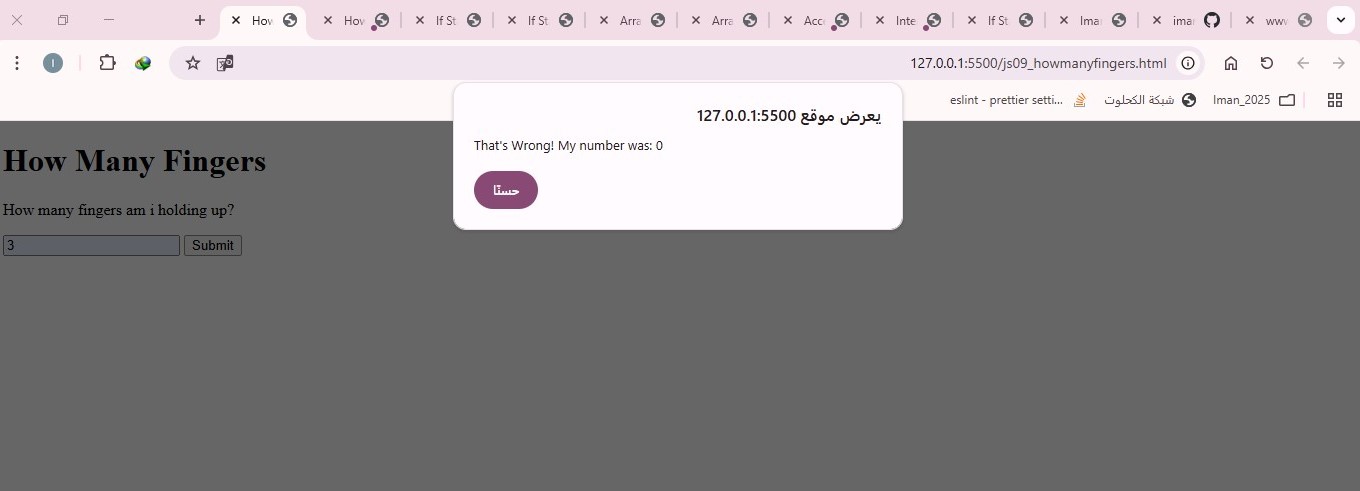 How
How
If St
If St
Arra
Arra
Acc
Inte
If St
Ima
imar
www
127.0.0.1:5500/js09_howmanyfingers.html
I
eslint - prettier setti...
شبكة الكحلوت
Iman_2025
يعرض موقع 127.0.0.1:5500
That's Wrong! My number was: 0
حسنًا
How Many Fingers
How many fingers am i holding up?
3 Submit